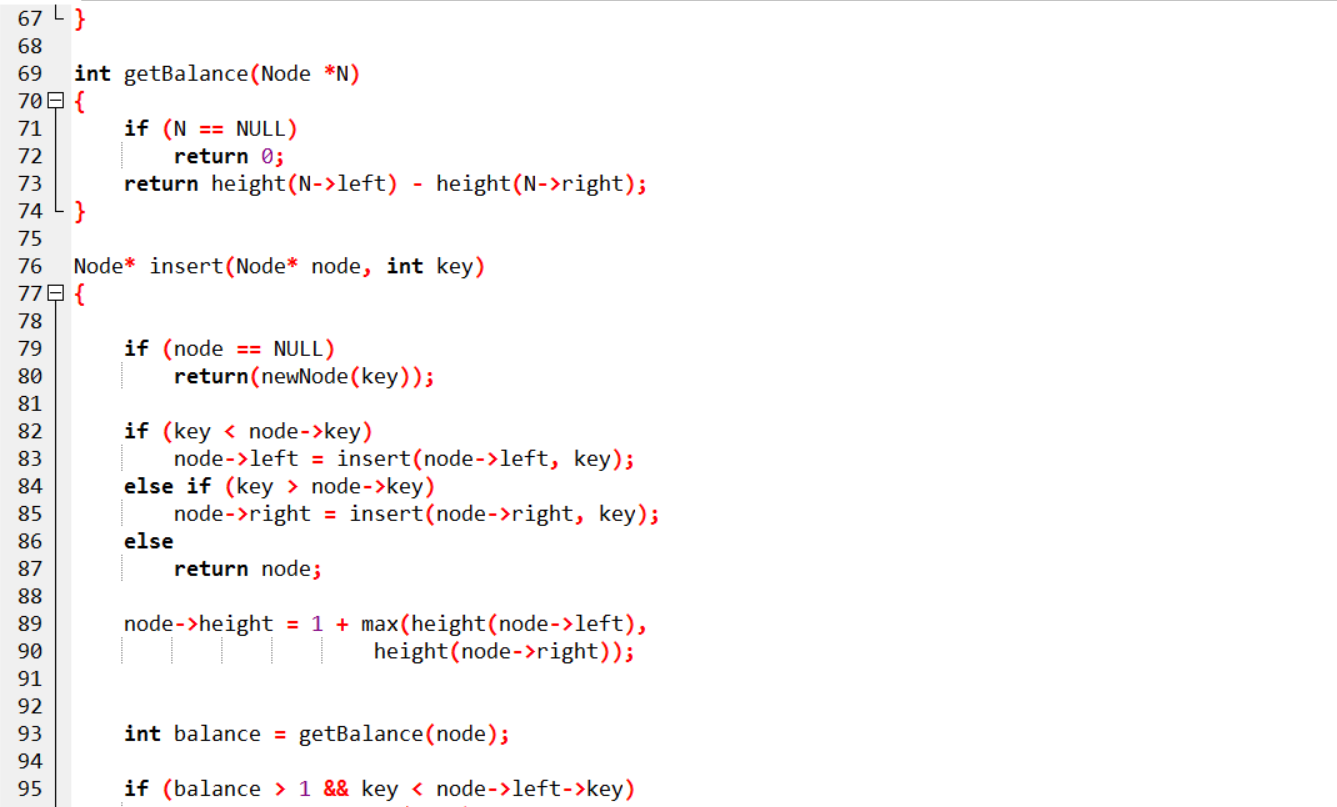 67 }
68
69 int getBalance(Node *N)
70 {
71     if (N == NULL)
72         return 0;
73     return height(N->left) - height(N->right);
74 }
75
76 Node* insert(Node* node, int key)
77 {
78
79     if (node == NULL)
80         return(newNode(key));
81
82     if (key < node->key)
83         node->left = insert(node->left, key);
84     else if (key > node->key)
85         node->right = insert(node->right, key);
86     else
87         return node;
88
89     node->height = 1 + max(height(node->left),
90                         height(node->right));
91
92
93     int balance = getBalance(node);
94
95     if (balance > 1 && key < node->left->key)